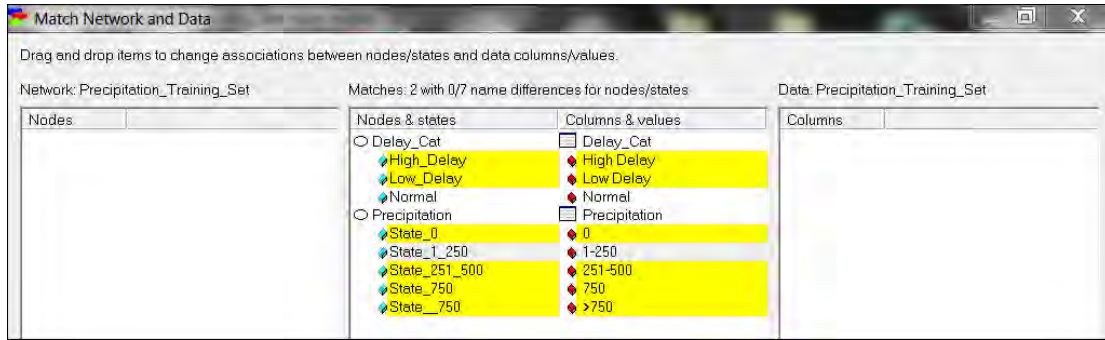 Match Network and Data
Drag and drop items to change associations between nodes/states and data columns/values.
Network: Precipitation_Training_Set Matches: 2 with 0/7 name differences for nodes/states Data: Precipitation_Training_Set
Nodes Nodes & states Columns & values Columns
Delay_Cat Delay_Cat
High_Delay High Delay
Low_Delay Low Delay
Normal Normal
Precipitation Precipitation
State_0 0
State_1_250 1-250
State_251_500 251-500
State_750 750
State__750 >750